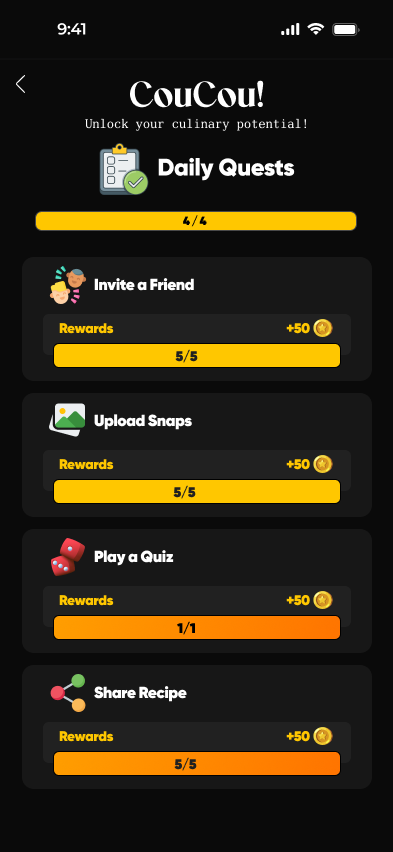 9:41
CouCou!
Unlock your culinary potential!
Daily Quests
4/4
Invite a Friend
Rewards +50
5/5
Upload Snaps
Rewards +50
5/5
Play a Quiz
Rewards +50
1/1
Share Recipe
Rewards +50
5/5